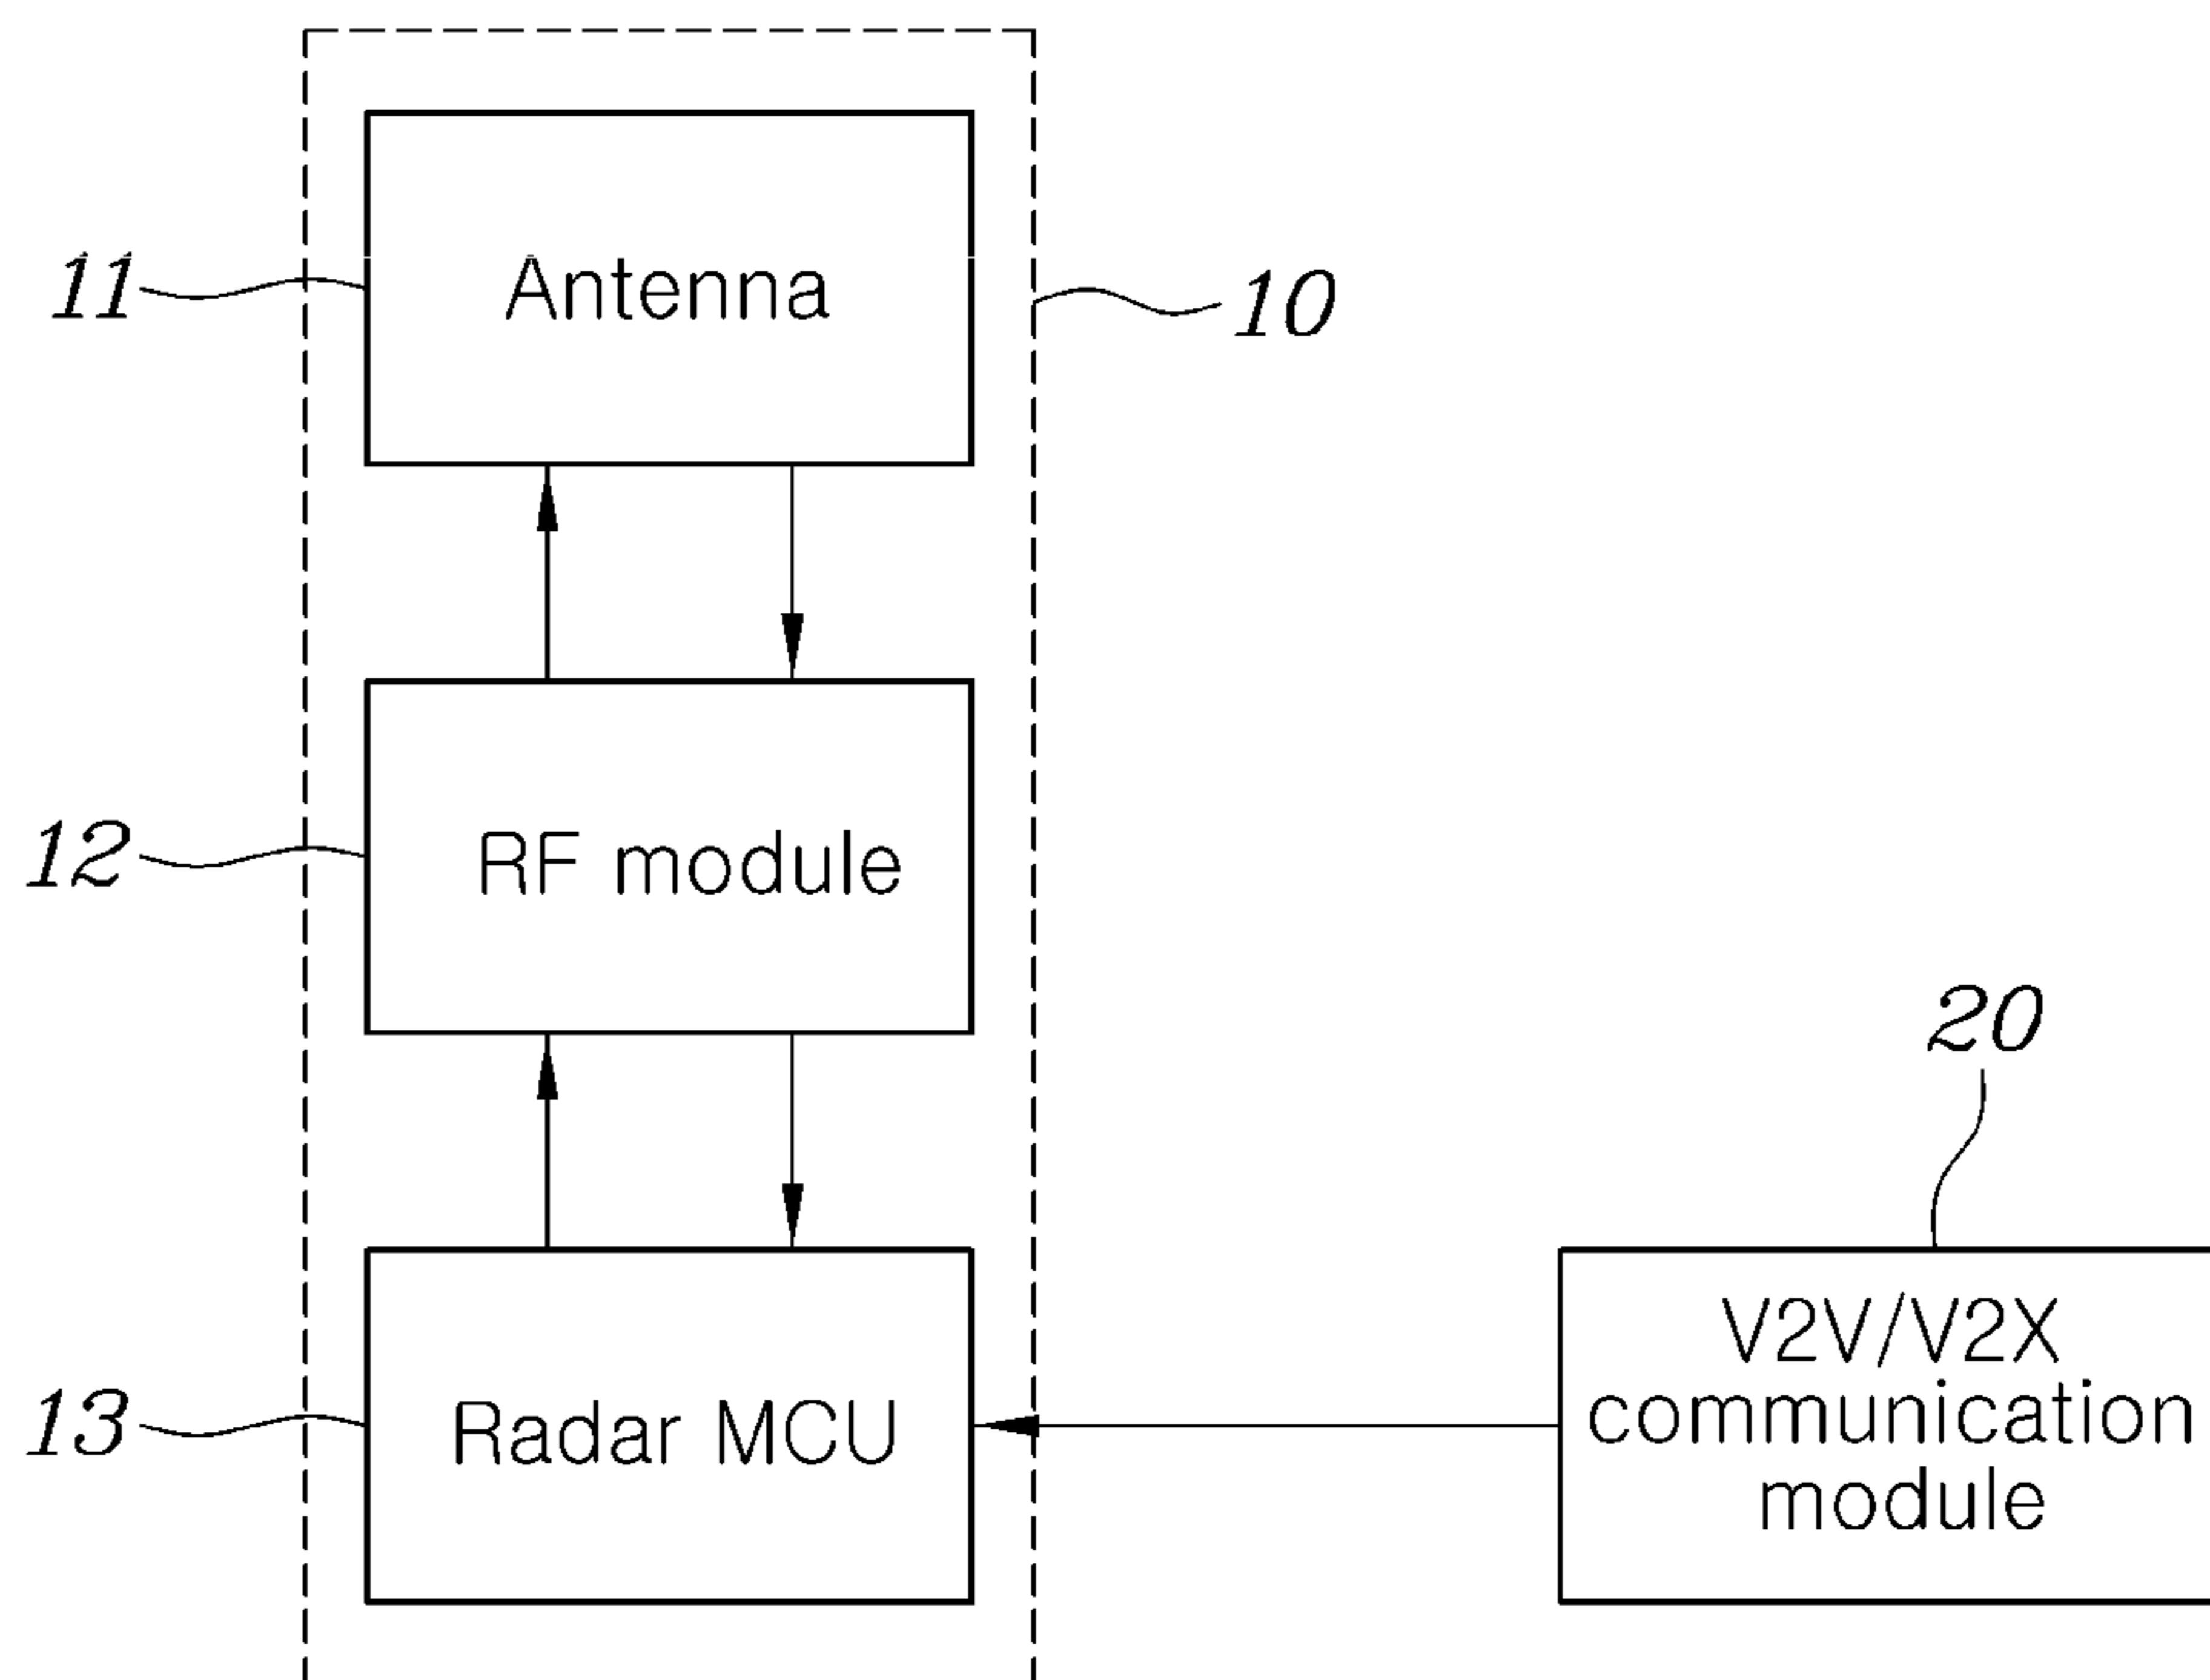 11
Antenna
10
12
RF module
20
13
Radar MCU
V2V/V2X
communication
module